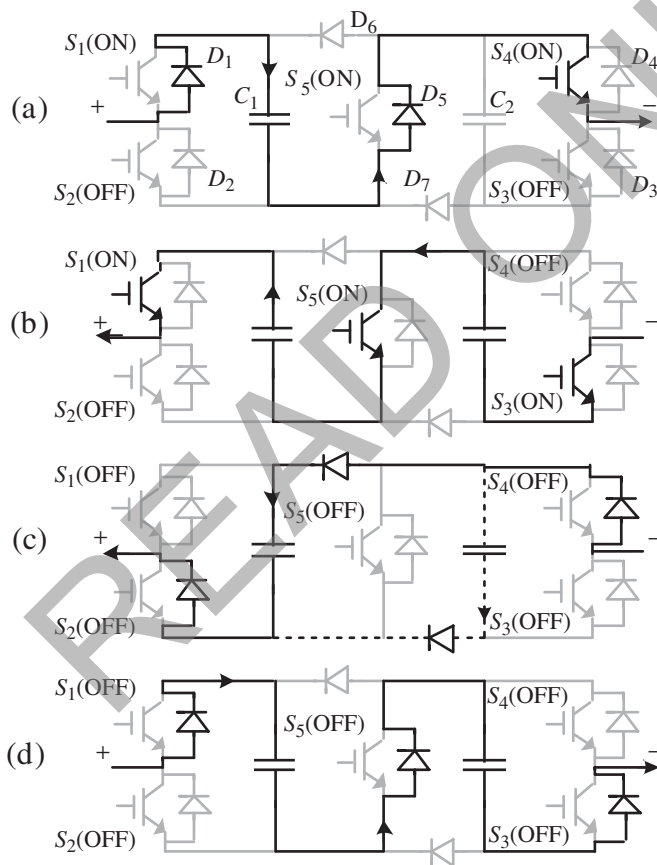 D6
S1(ON)
D1
S5(ON)
S4(ON)
D4
(a)
+
C1
D5
C2
−
D2
D7
S2(OFF)
S3(OFF)
D3
S1(ON)
S4(OFF)
(b)
+
S5(ON)
−
S2(OFF)
S3(ON)
S1(OFF)
S4(OFF)
S5(OFF)
(c)
+
−
S2(OFF)
S3(OFF)
S1(OFF)
S4(OFF)
S5(OFF)
(d)
+
−
S2(OFF)
S3(OFF)